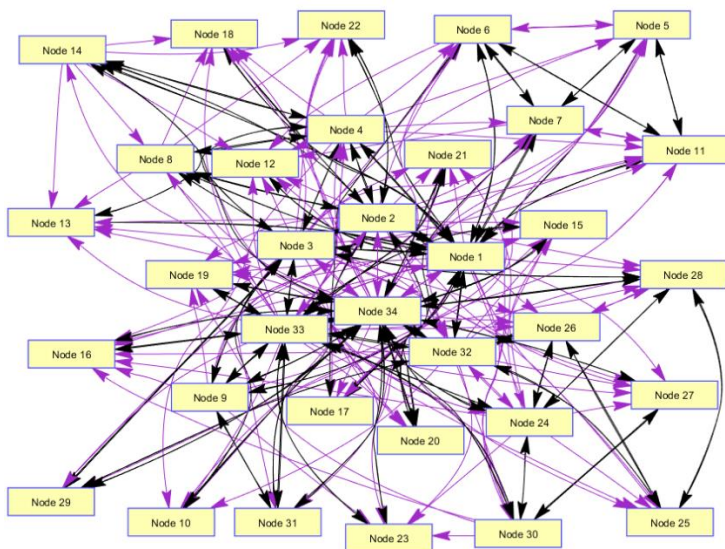 Node 22
Node 18
Node 6
Node 5
Node 14
Node 7
Node 4
Node 11
Node 21
Node 8
Node 12
Node 2
Node 13
Node 15
Node 3
Node 1
Node 19
Node 28
Node 34
Node 26
Node 33
Node 16
Node 32
Node 27
Node 9
Node 17
Node 24
Node 20
Node 29
Node 10
Node 31
Node 25
Node 30
Node 23